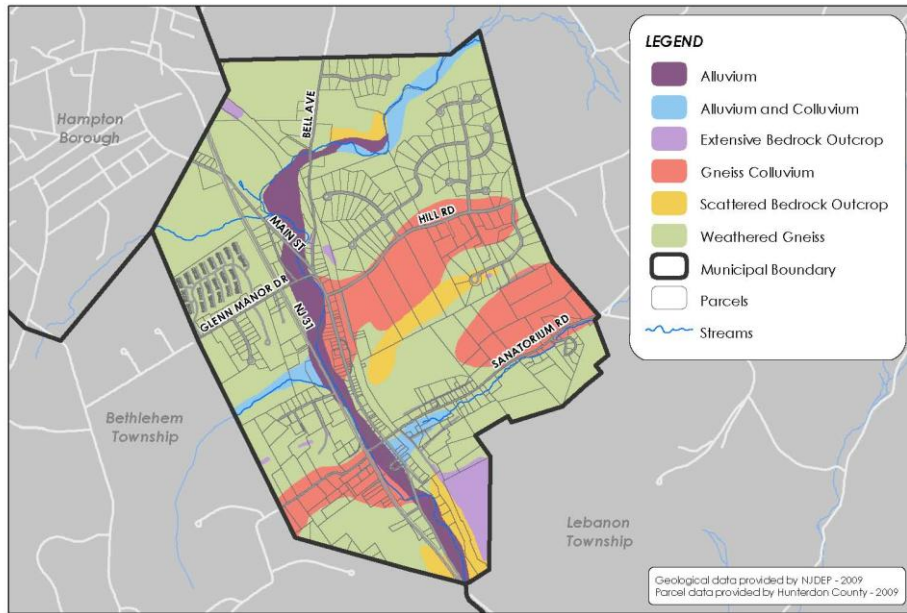 Hampton
Borough
BELL AVE
HILL RD
MAIN ST
GLENN MANOR DR
NJ 31
SANATORIUM RD
Bethlehem
Township
Lebanon
Township
LEGEND
Alluvium
Alluvium and Colluvium
Extensive Bedrock Outcrop
Gneiss Colluvium
Scattered Bedrock Outcrop
Weathered Gneiss
Municipal Boundary
Parcels
Streams
Geological data provided by NJDEP - 2009
Parcel data provided by Hunterdon County - 2009